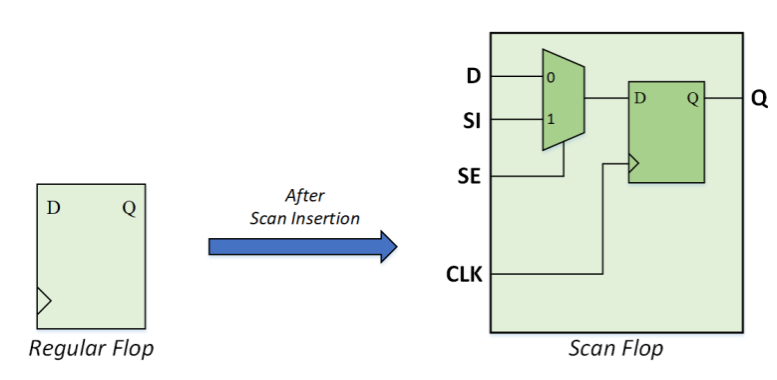 D Q
Regular Flop
After
Scan Insertion
D
0
SI
1
SE
CLK
D Q
Q
Scan Flop